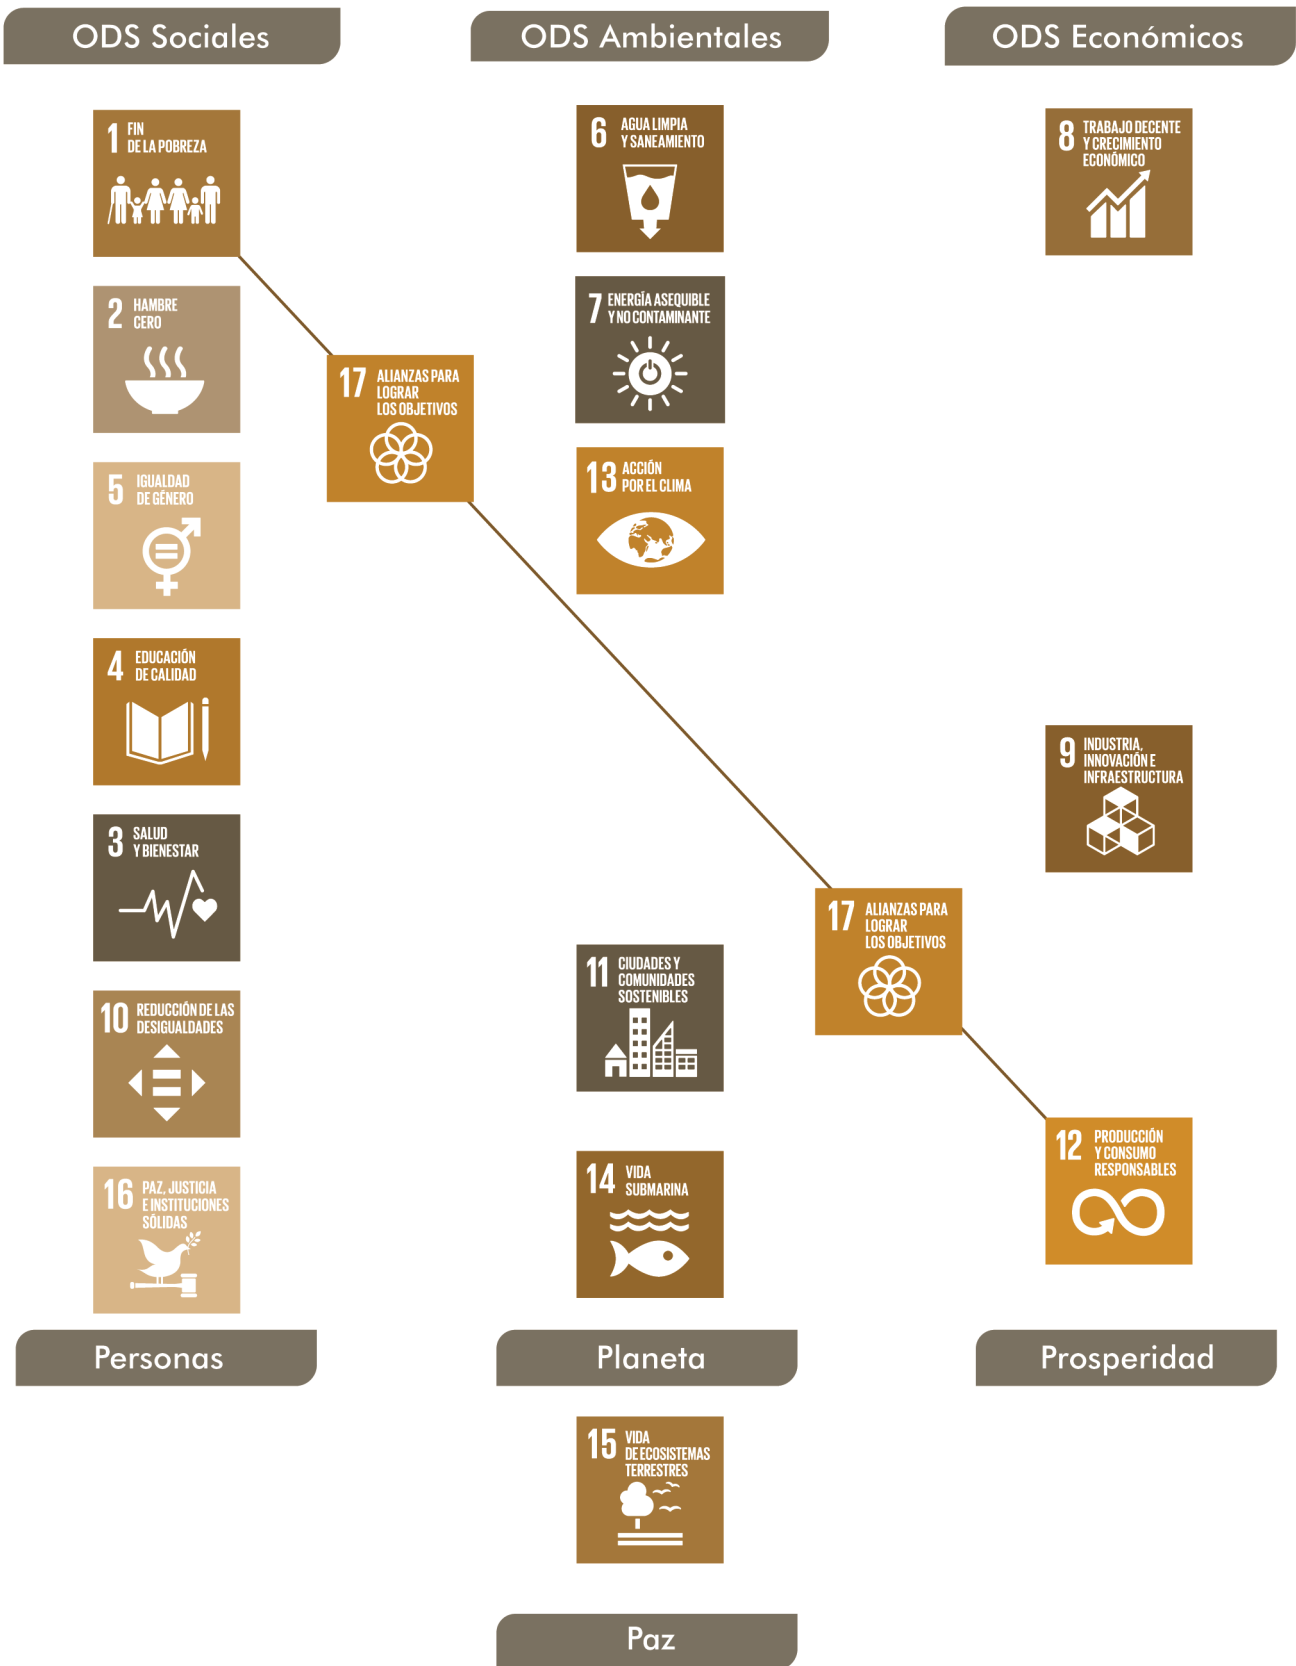 ODS Sociales
ODS Ambientales
ODS Económicos
1 FIN
DE LA POBREZA
2 HAMBRE
CERO
5 IGUALDAD
DE GÉNERO
4 EDUCACIÓN
DE CALIDAD
3 SALUD
Y BIENESTAR
10 REDUCCIÓN DE LAS
DESIGUALDADES
16 PAZ, JUSTICIA
E INSTITUCIONES
SÓLIDAS
Personas
17 ALIANZAS PARA
LOGRAR
LOS OBJETIVOS
6 AGUA LIMPIA
Y SANEAMIENTO
7 ENERGÍA ASEQUIBLE
Y NO CONTAMINANTE
13 ACCIÓN
POR EL CLIMA
11 CIUDADES Y
COMUNIDADES
SOSTENIBLES
14 VIDA
SUBMARINA
Planeta
15 VIDA
DE ECOSISTEMAS
TERRESTRES
Paz
17 ALIANZAS PARA
LOGRAR
LOS OBJETIVOS
8 TRABAJO DECENTE
Y CRECIMIENTO
ECONÓMICO
9 INDUSTRIA,
INNOVACIÓN E
INFRAESTRUCTURA
12 PRODUCCIÓN
Y CONSUMO
RESPONSABLES
Prosperidad